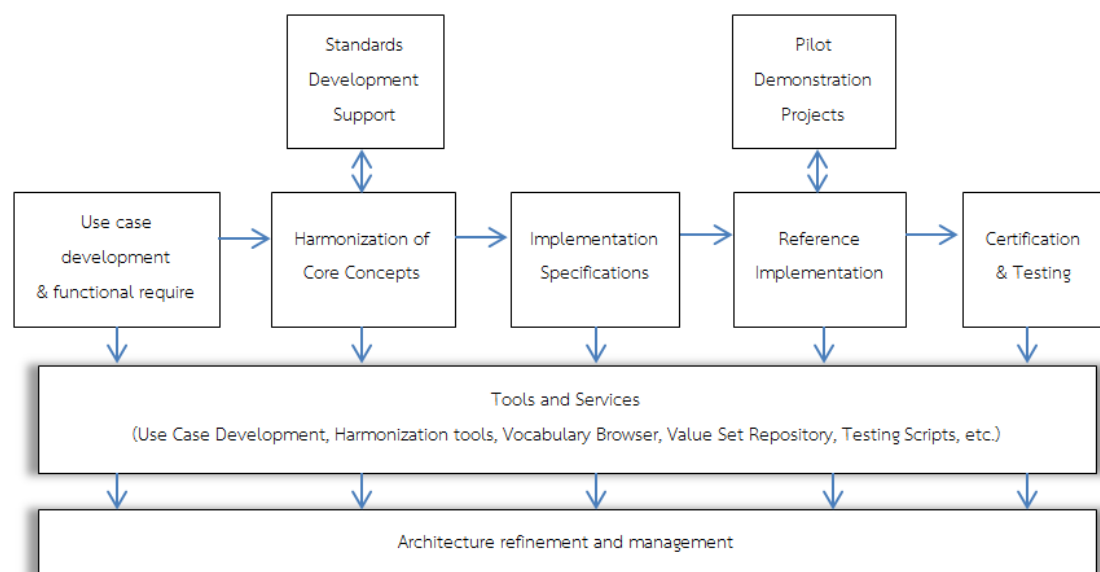 Standards
Development
Support
Pilot
Demonstration
Projects
Use case
development
& functional require
Harmonization of
Core Concepts
Implementation
Specifications
Reference
Implementation
Certification
& Testing
Tools and Services
(Use Case Development, Harmonization tools, Vocabulary Browser, Value Set Repository, Testing Scripts, etc.)
Architecture refinement and management